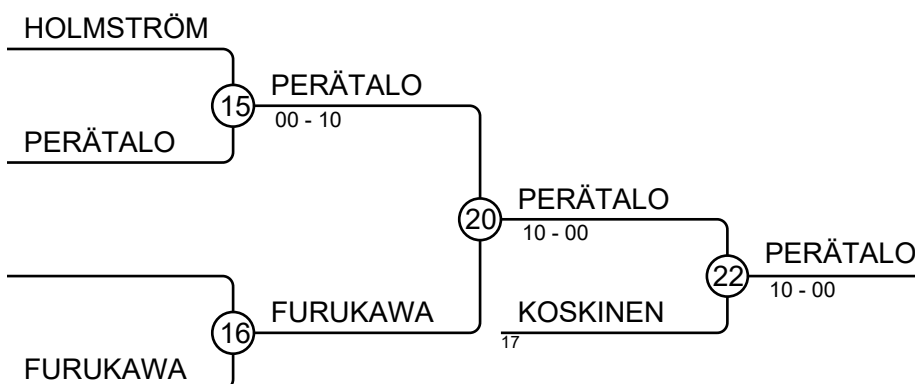 HOLMSTRÖM
15
PERÄTALO
00 - 10
PERÄTALO
20
PERÄTALO
10 - 00
22
PERÄTALO
10 - 00
16
FURUKAWA
KOSKINEN
17
FURUKAWA